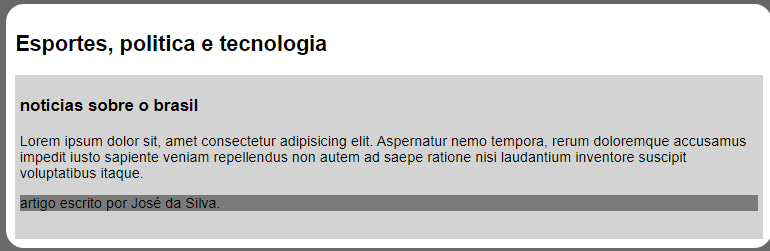 Esportes, politica e tecnologia
noticias sobre o brasil
Lorem ipsum dolor sit, amet consectetur adipisicing elit. Aspernatur nemo tempora, rerum doloremque accusamus
impedit iusto sapiente veniam repellendus non autem ad saepe ratione nisi laudantium inventore suscipit
voluptatibus itaque.
artigo escrito por José da Silva.